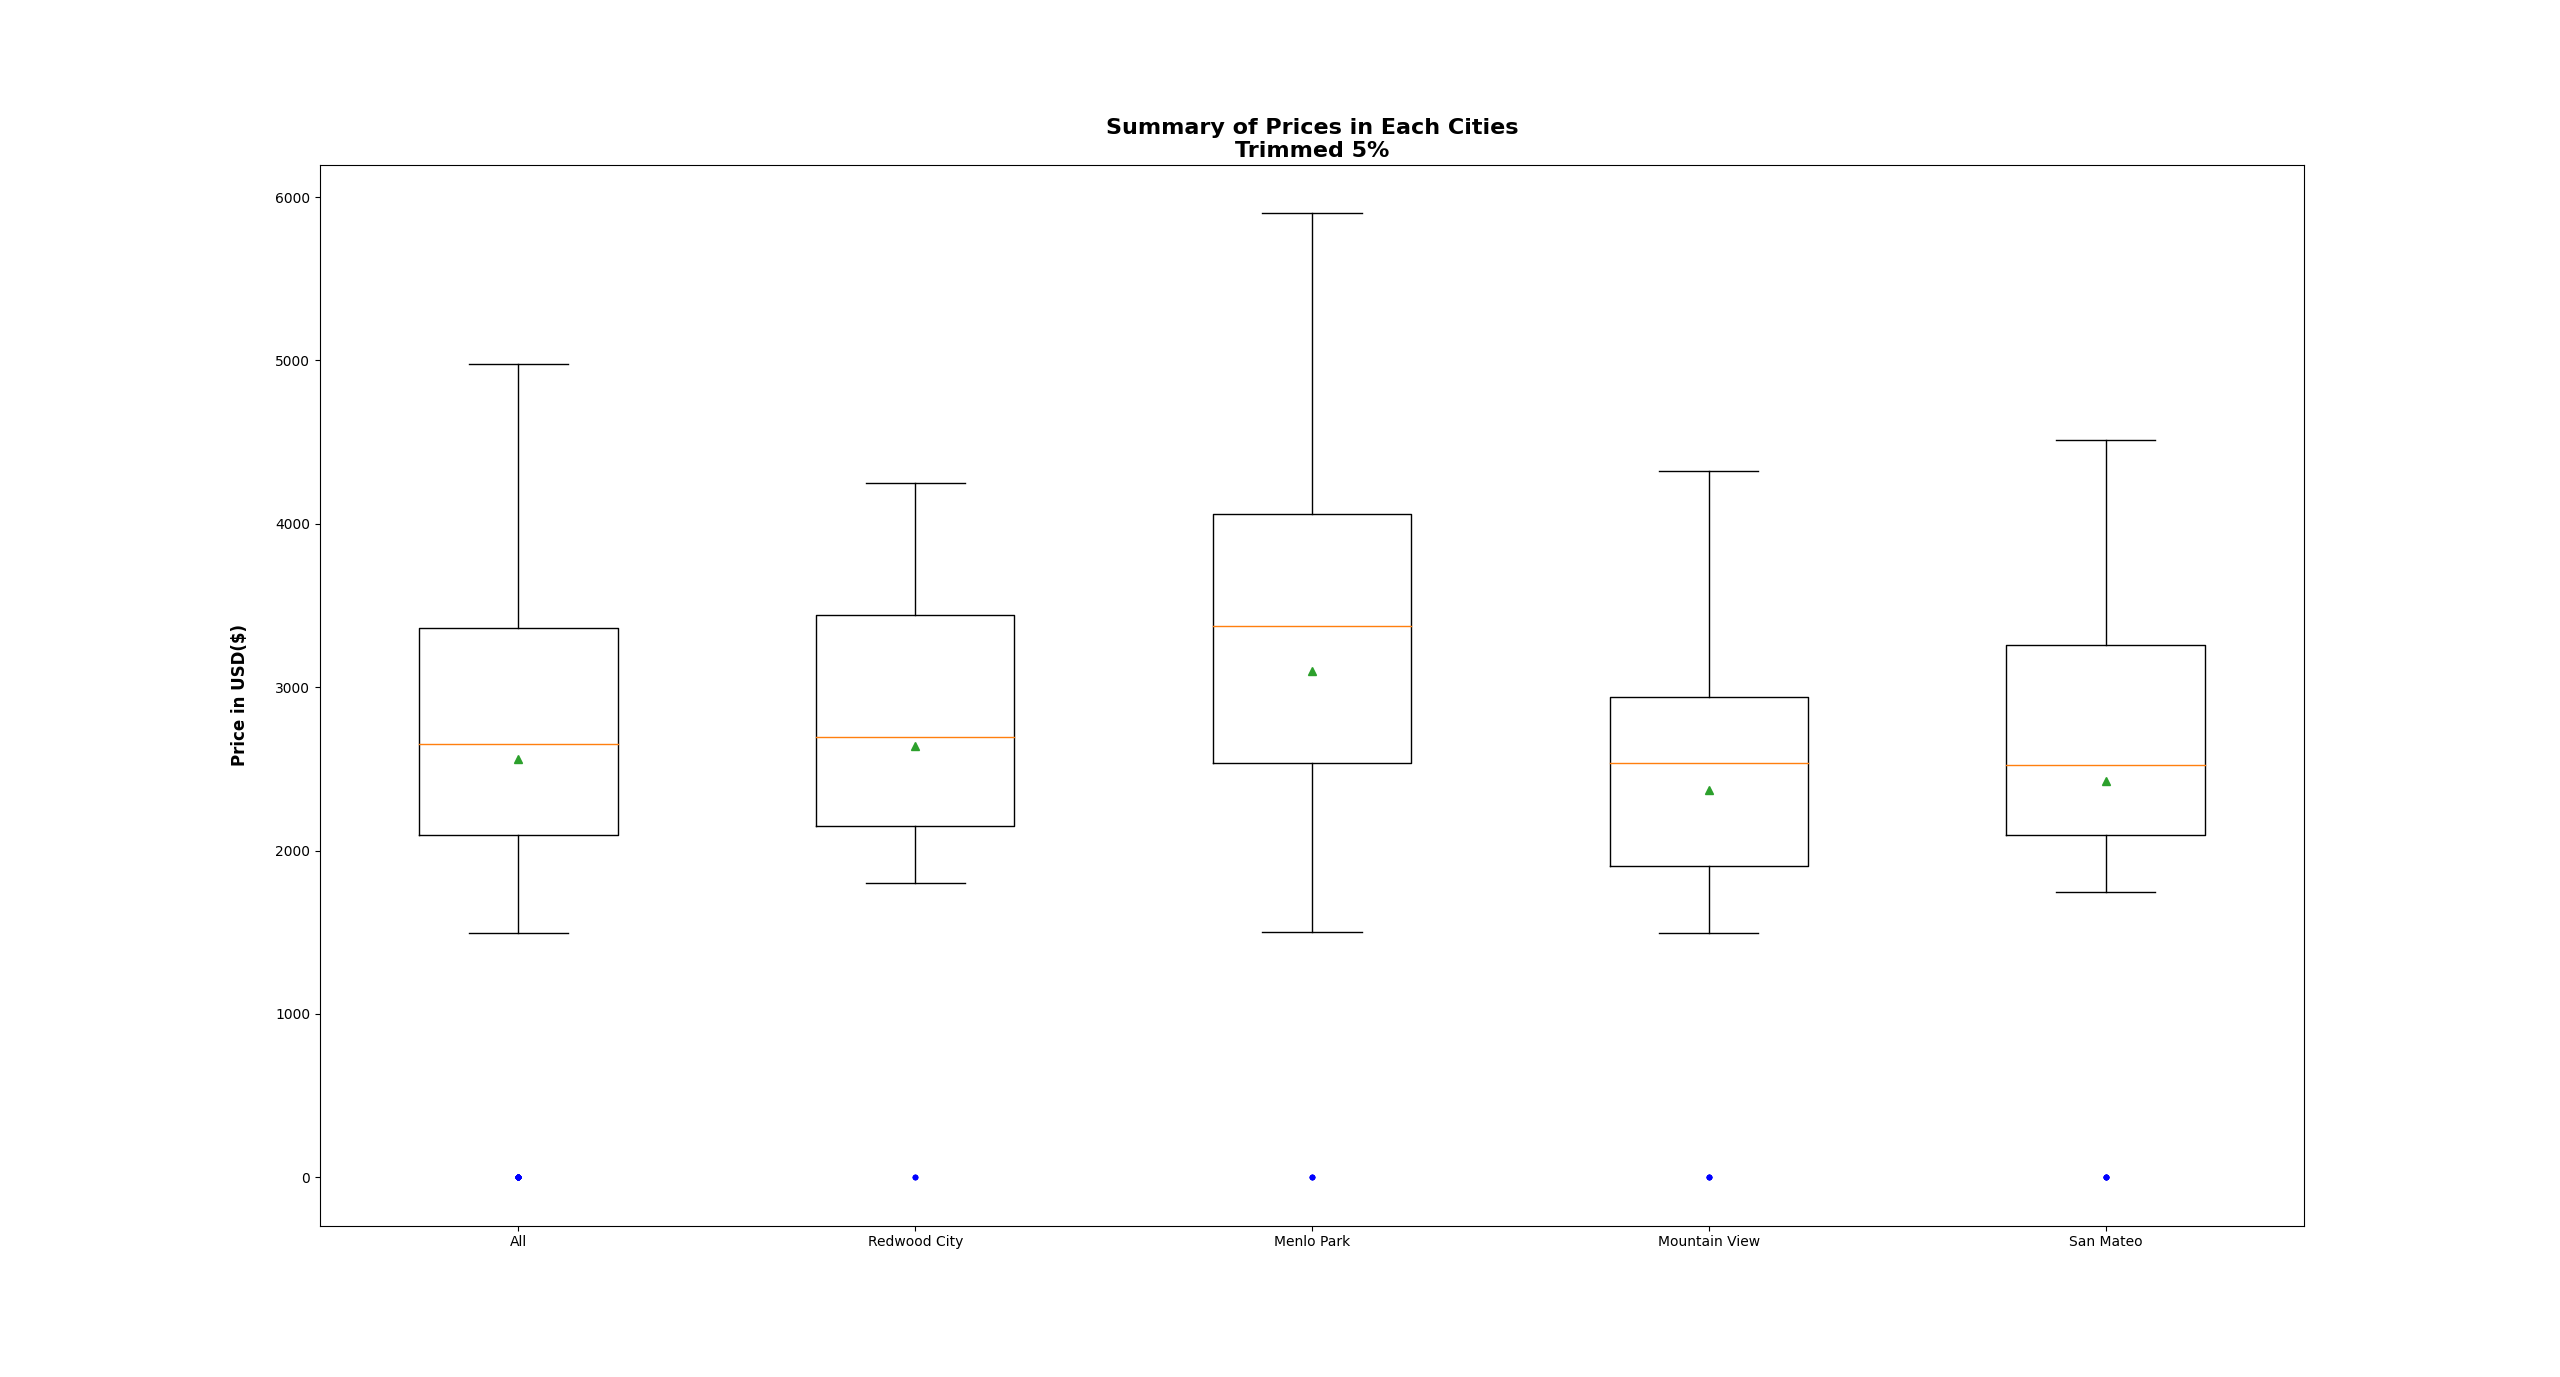 Summary of Prices in Each Cities
Trimmed 5%
Price in USD($)
6000
5000
4000
3000
2000
1000
0
All
Redwood City
Menlo Park
Mountain View
San Mateo